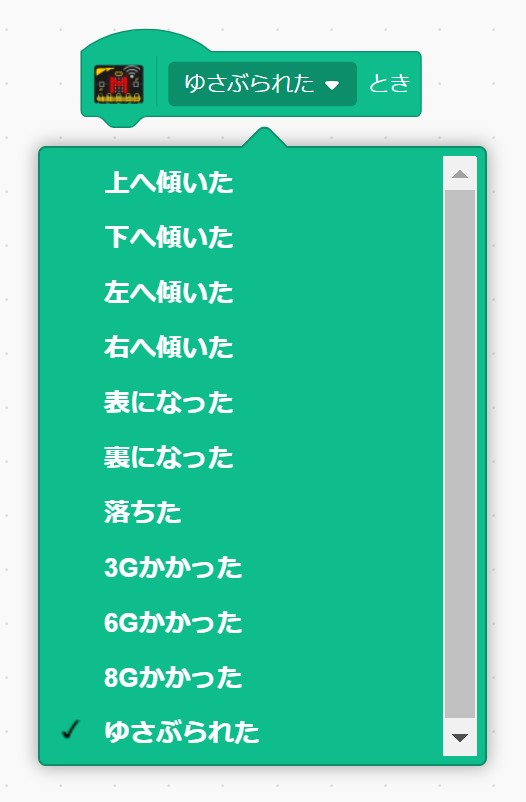 ゆさぶられた とき
上へ傾いた
下へ傾いた
左へ傾いた
右へ傾いた
表になった
裏になった
落ちた
3Gかかった
6Gかかった
8Gかかった
ゆさぶられた